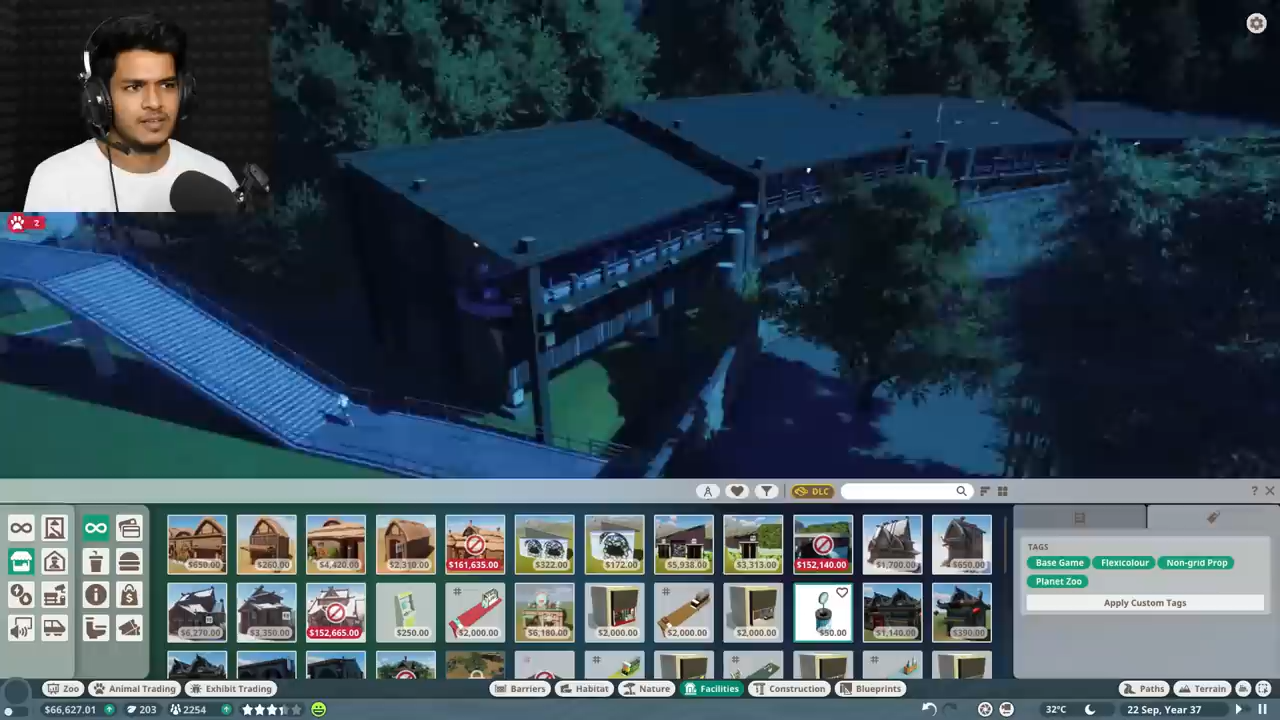 2
DLC
$650.00 $260.00 $4,420.00 $2,310.00 $161,635.00 $322.00 $172.00 $5,938.00 $3,313.00 $152,140.00 $1,700.00 $650.00
$6,270.00 $3,350.00 $152,665.00 $250.00 $2,000.00 $6,180.00 $2,000.00 $2,000.00 $2,000.00 $50.00 $1,140.00 $390.00
? ×
TAGS
Base Game Flexicolour Non-grid Prop
Planet Zoo
Apply Custom Tags
Zoo Animal Trading Exhibit Trading Barriers Habitat Nature Facilities Construction Blueprints Paths Terrain
$66,627.01 203 2254 32°C 22 Sep, Year 37